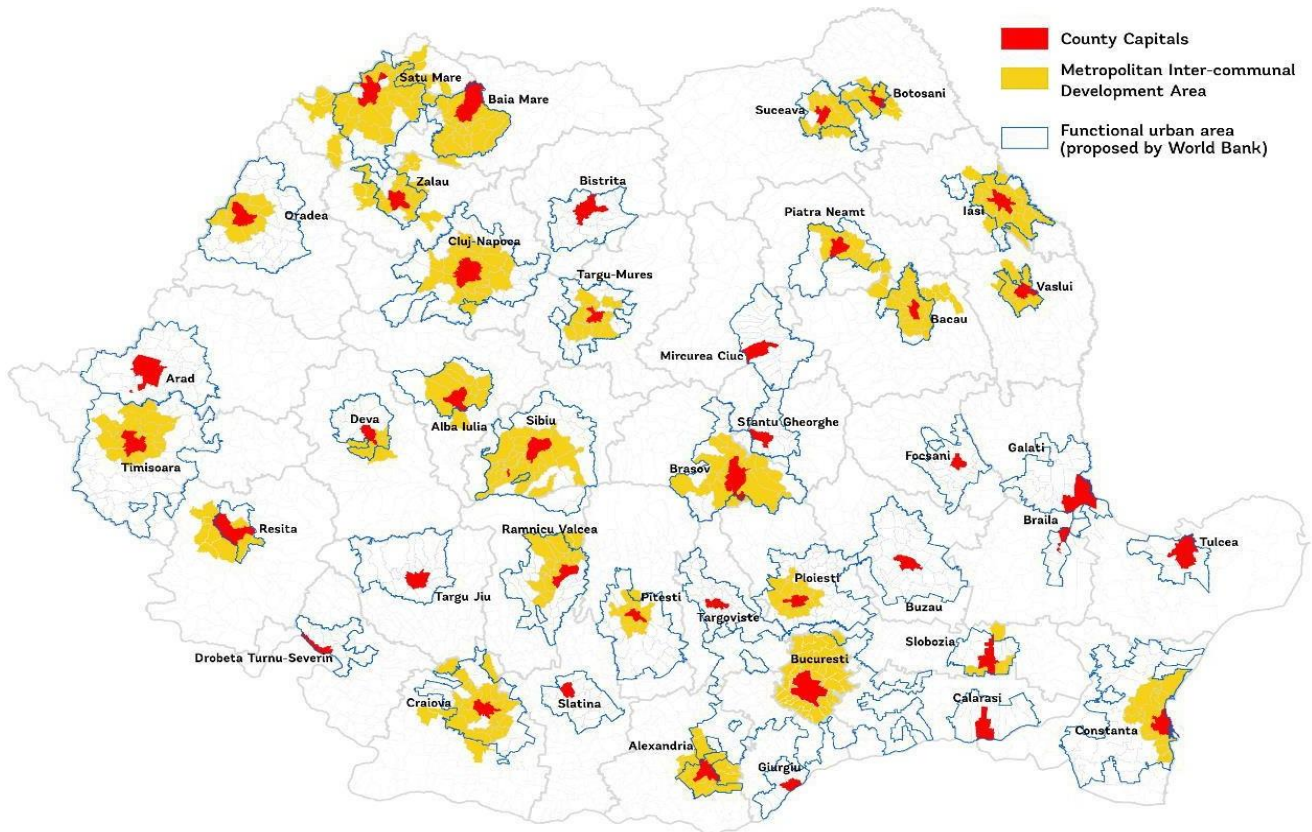 County Capitals
Metropolitan Inter-communal
Development Area
Functional urban area
(proposed by World Bank)
Satu Mare
Baia Mare
Botosani
Suceava
Zalau
Bistrita
Oradea
Iasi
Piatra Neamt
Cluj-Napoca
Targu-Mures
Vaslui
Bacau
Mircurea Ciuc
Arad
Deva
Alba Iulia
Sibiu
Sfantu Gheorghe
Timisoara
Brasov
Focsani
Galati
Resita
Ramnicu Valcea
Braila
Tulcea
Targu Jiu
Pitesti
Targoviste
Ploiesti
Buzau
Drobeta Turnu-Severin
Bucuresti
Slobozia
Craiova
Slatina
Calarasi
Constanta
Alexandria
Giurgiu